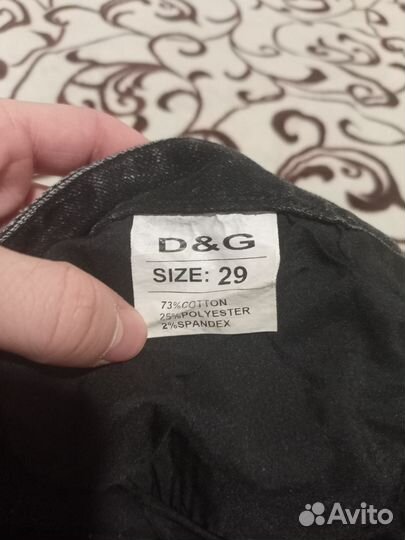 D&G
SIZE: 29
73%COTTON
25%POLYESTER
2%SPANDEX
Avito